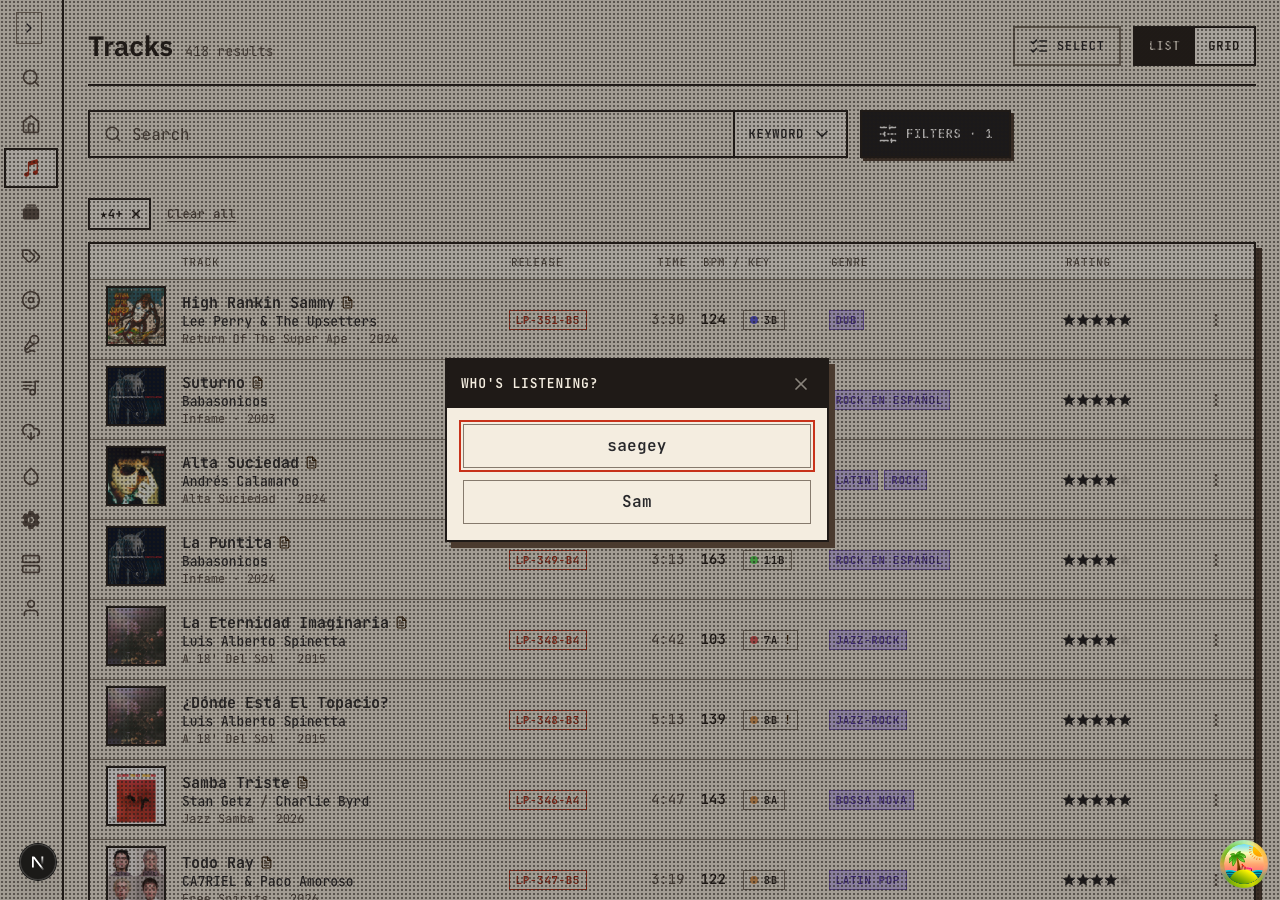 Tracks 418 results
SELECT
LIST GRID
Search
KEYWORD
FILTERS · 1
★4+ ×
Clear all
TRACK RELEASE TIME BPM / KEY GENRE RATING
High Rankin Sammy
Lee Perry & The Upsetters
Return Of The Super Ape · 2026
LP-351-B5 3:30 124 3B DUB ★★★★★
Suturno
Babasonicos
Infame · 2003
ROCK EN ESPAÑOL ★★★★★
Alta Suciedad
Andrés Calamaro
Alta Suciedad · 2024
LATIN ROCK ★★★★★
WHO'S LISTENING?
saegey
Sam
La Puntita
Babasonicos
Infame · 2024
LP-349-B4 3:13 163 11B ROCK EN ESPAÑOL ★★★★★
La Eternidad Imaginaria
Luis Alberto Spinetta
A 18' Del Sol · 2015
LP-348-B4 4:42 103 7A ! JAZZ-ROCK ★★★★★
¿Dónde Está El Topacio?
Luis Alberto Spinetta
A 18' Del Sol · 2015
LP-348-B3 5:13 139 8B ! JAZZ-ROCK ★★★★★
Samba Triste
Stan Getz / Charlie Byrd
Jazz Samba · 2026
LP-346-A4 4:47 143 8A BOSSA NOVA ★★★★★
Todo Ray
CA7RIEL & Paco Amoroso
Free Spirits · 2026
LP-347-B5 3:19 122 8B LATIN POP ★★★★★
N